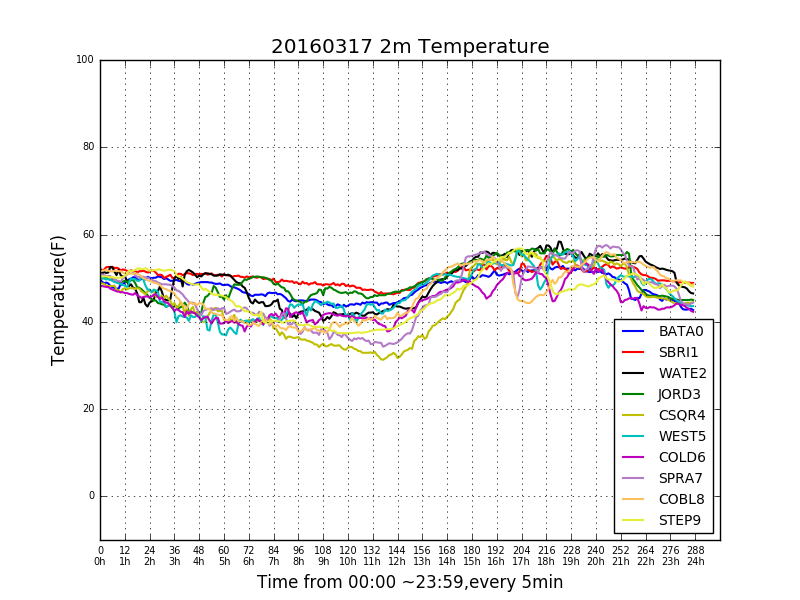 20160317 2m Temperature
100
80
60
40
20
0
Temperature(F)
BATA0
SBRI1
WATE2
JORD3
CSQR4
WEST5
COLD6
SPRA7
COBL8
STEP9
0 12 24 36 48 60 72 84 96 108 120 132 144 156 168 180 192 204 216 228 240 252 264 276 288
0h 1h 2h 3h 4h 5h 6h 7h 8h 9h 10h 11h 12h 13h 14h 15h 16h 17h 18h 19h 20h 21h 22h 23h 24h
Time from 00:00 ~23:59,every 5min